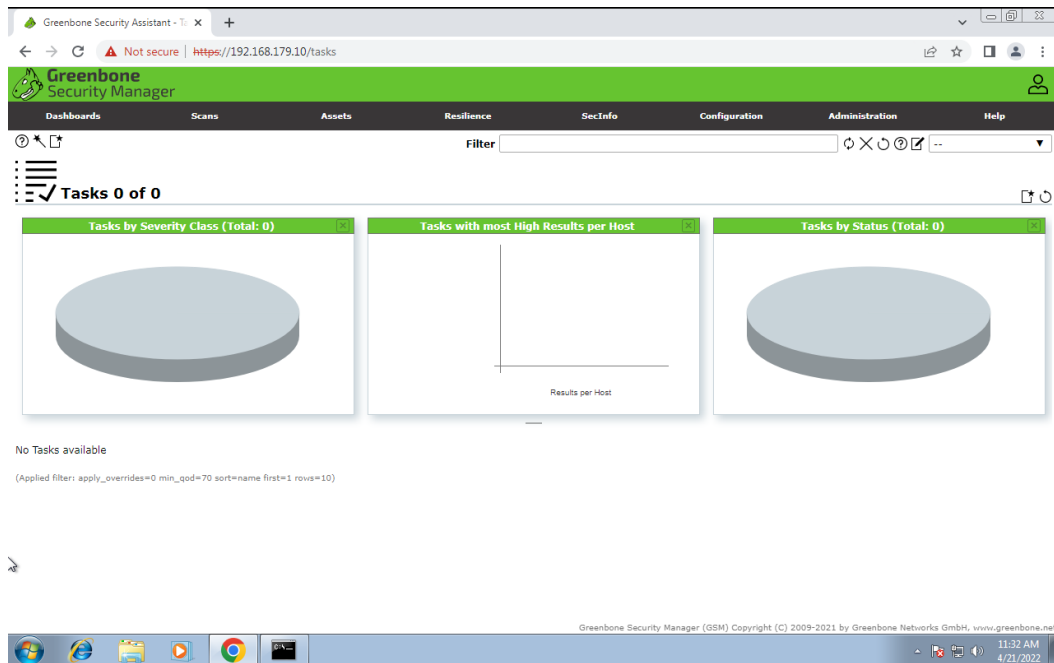 Greenbone Security Assistant - Ta
Not secure https://192.168.179.10/tasks
Greenbone
Security Manager
Dashboards Scans Assets Resilience SecInfo Configuration Administration Help
Filter --
Tasks 0 of 0
Tasks by Severity Class (Total: 0) Tasks with most High Results per Host Tasks by Status (Total: 0)
Results per Host
No Tasks available
(Applied filter: apply_overrides=0 min_qod=70 sort=name first=1 rows=10)
Greenbone Security Manager (GSM) Copyright (C) 2009-2021 by Greenbone Networks GmbH, www.greenbone.net
11:32 AM
4/21/2022